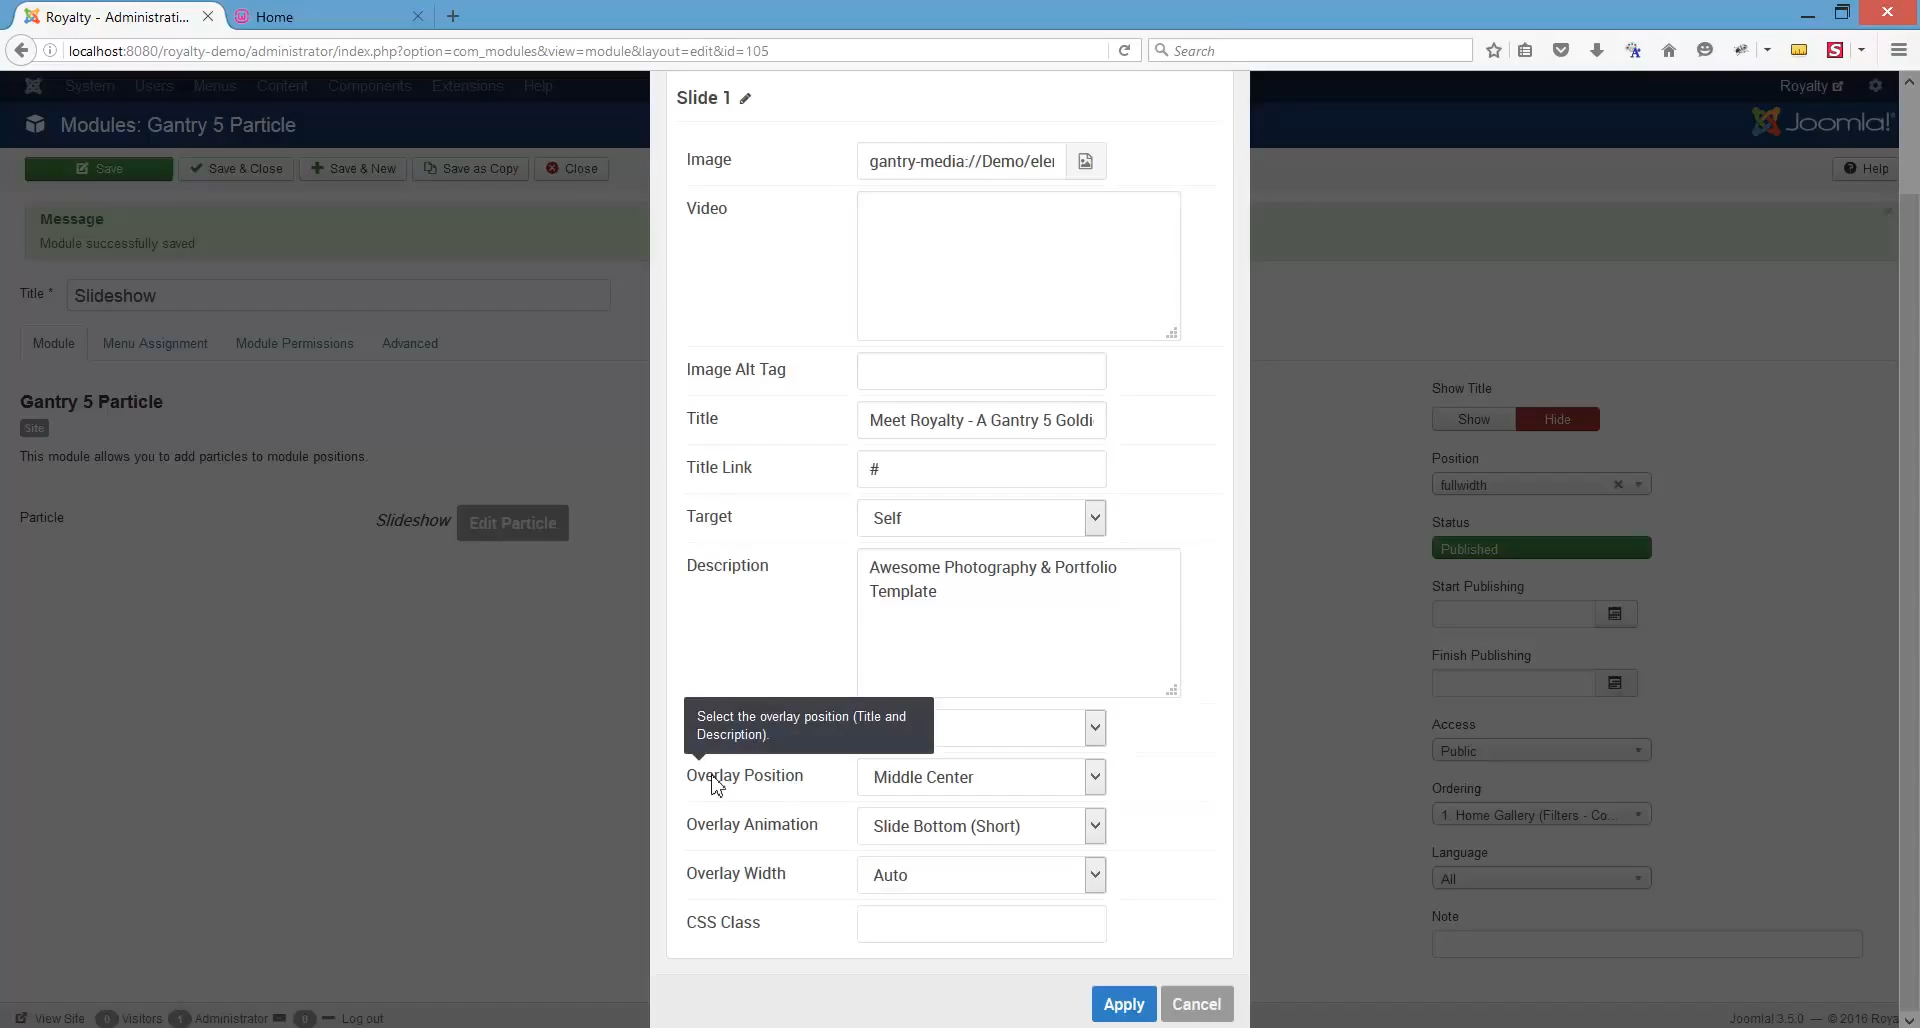 Royalty - Administrati...
Home
localhost:8080/royalty-demo/administrator/index.php?option=com_modules&view=module&layout=edit&id=105
Search
System Users Menus Content Components Extensions Help
Royalty
Modules: Gantry 5 Particle
Joomla!
Save
Save & Close
Save & New
Save as Copy
Close
Help
Message
Module successfully saved
Title *
Slideshow
Module
Menu Assignment
Module Permissions
Advanced
Gantry 5 Particle
Site
This module allows you to add particles to module positions.
Particle
Slideshow
Edit Particle
Slide 1
Image
gantry-media://Demo/eler
Video
Image Alt Tag
Title
Meet Royalty - A Gantry 5 Goldi
Title Link
#
Target
Self
Description
Awesome Photography & Portfolio
Template
Select the overlay position (Title and
Description).
Overlay Position
Middle Center
Overlay Animation
Slide Bottom (Short)
Overlay Width
Auto
CSS Class
Apply
Cancel
Show Title
Show
Hide
Position
fullwidth
Status
Published
Start Publishing
Finish Publishing
Access
Public
Ordering
1. Home Gallery (Filters - Co...
Language
All
Note
View Site
0 Visitors
1 Administrator
0
Log out
Joomla! 3.5.0 — © 2016 Roya